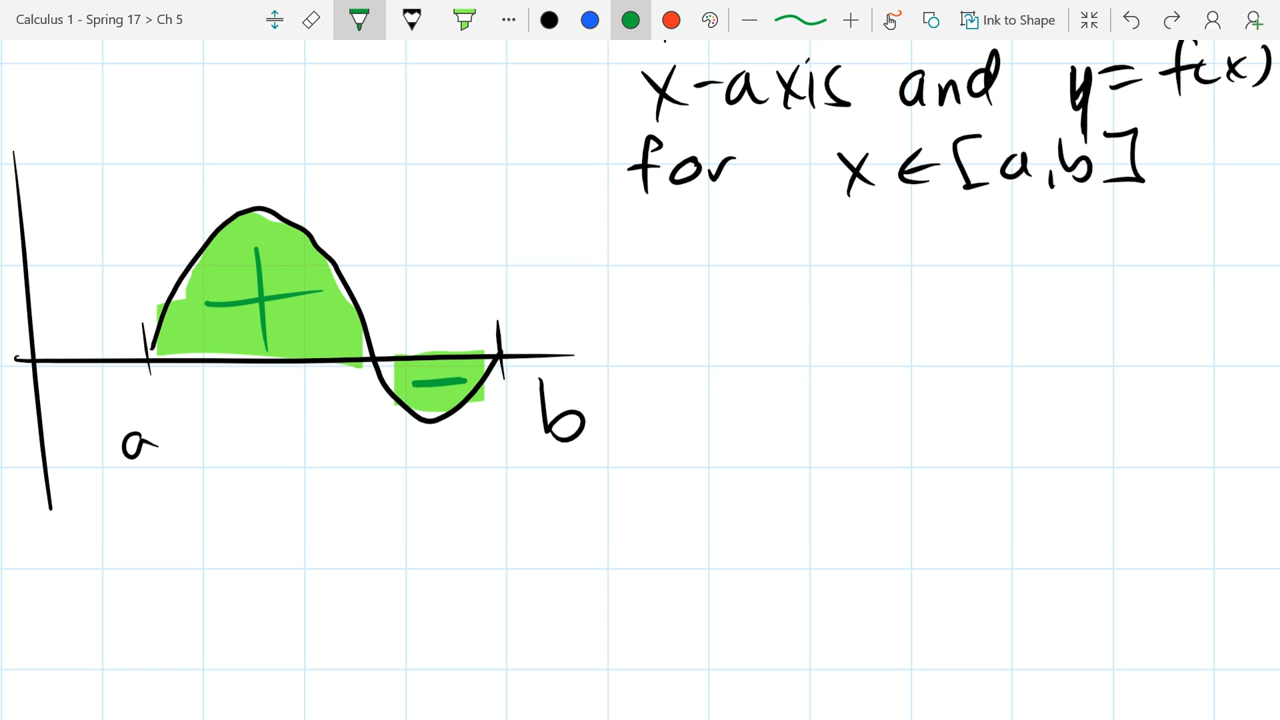 Calculus 1 - Spring 17 > Ch 5
Ink to Shape
x-axis and y=f(x)
for x∈[a,b]
+
−
a
b